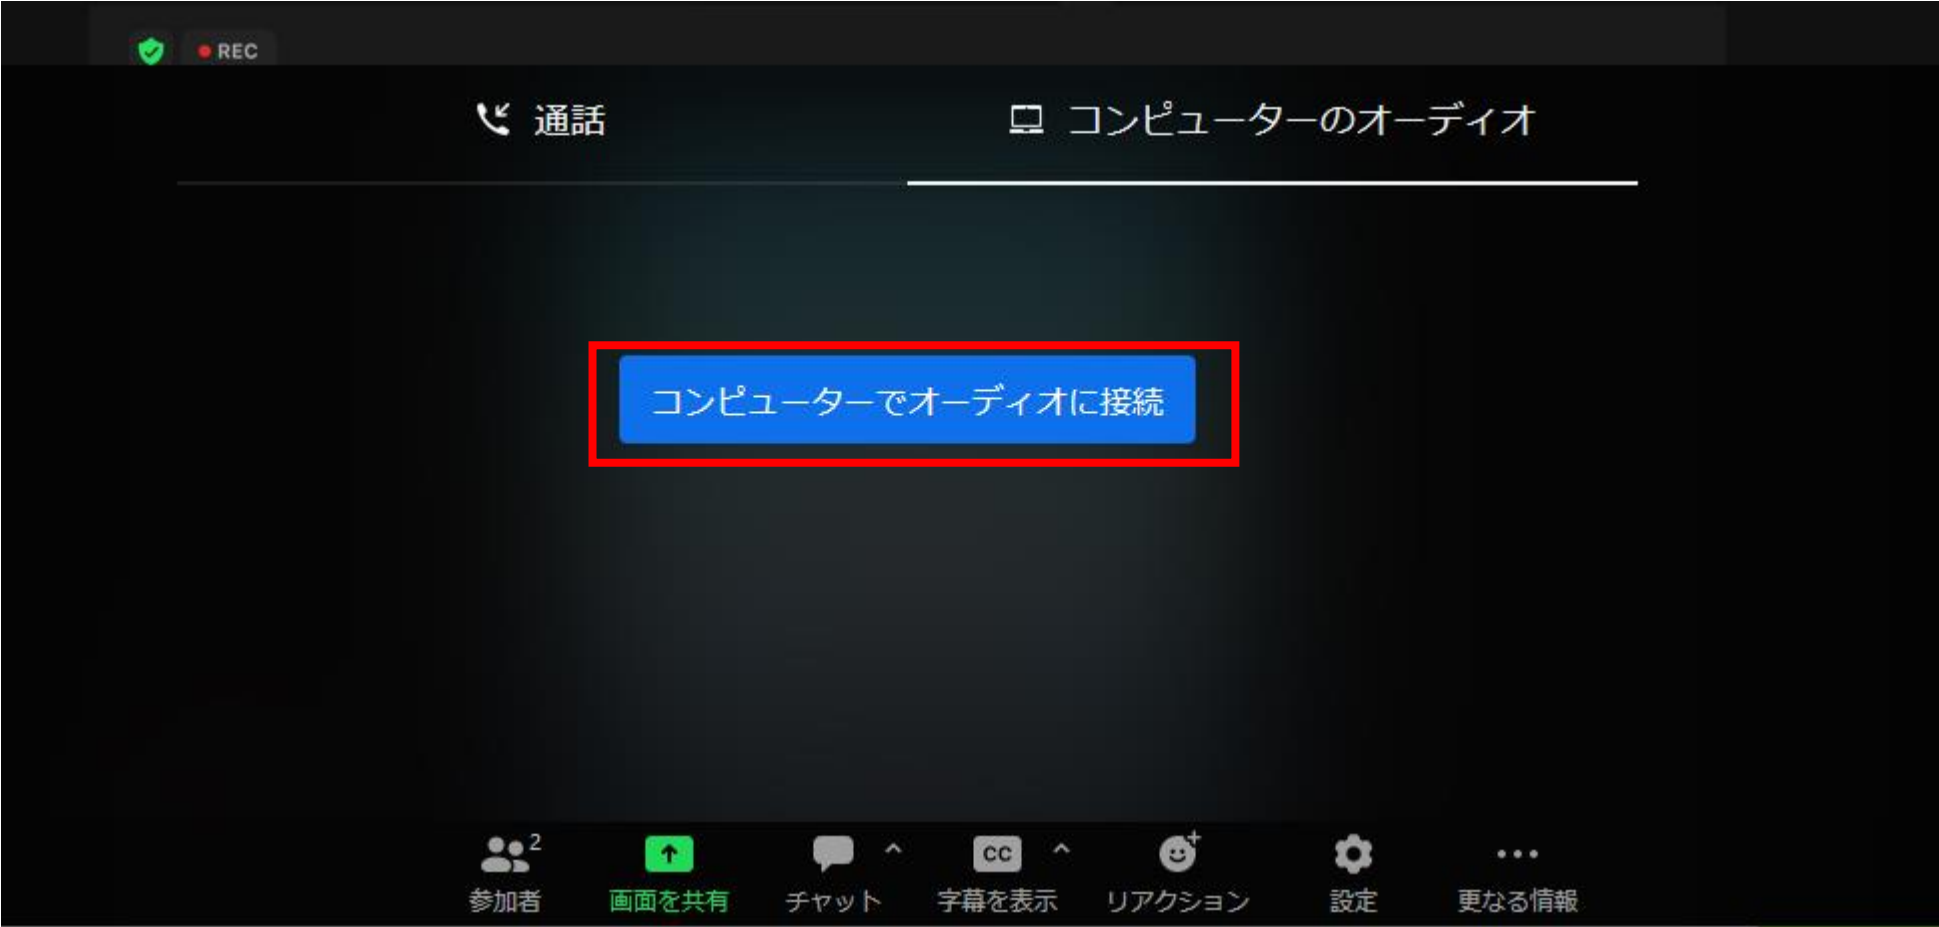 REC
通話
コンピューターのオーディオ
コンピューターでオーディオに接続
2
CC
参加者
画面を共有
チャット
字幕を表示
リアクション
設定
更なる情報